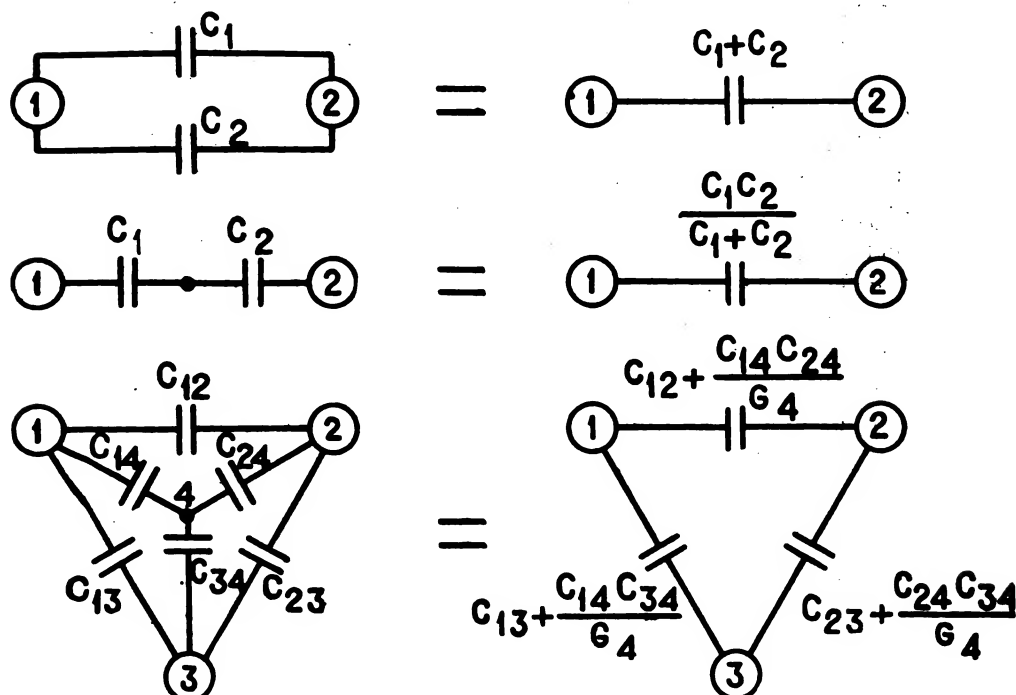 C1
1 2 = C1+C2
1 2
C2
C1 C2
1 2 = C1C2/C1+C2
1 2
C12
1 2
C14 C24
4
C13 C34 C23
3
=
C12+ C14C24/G4
1 2
C13+ C14C34/G4
C23+ C24C34/G4
3